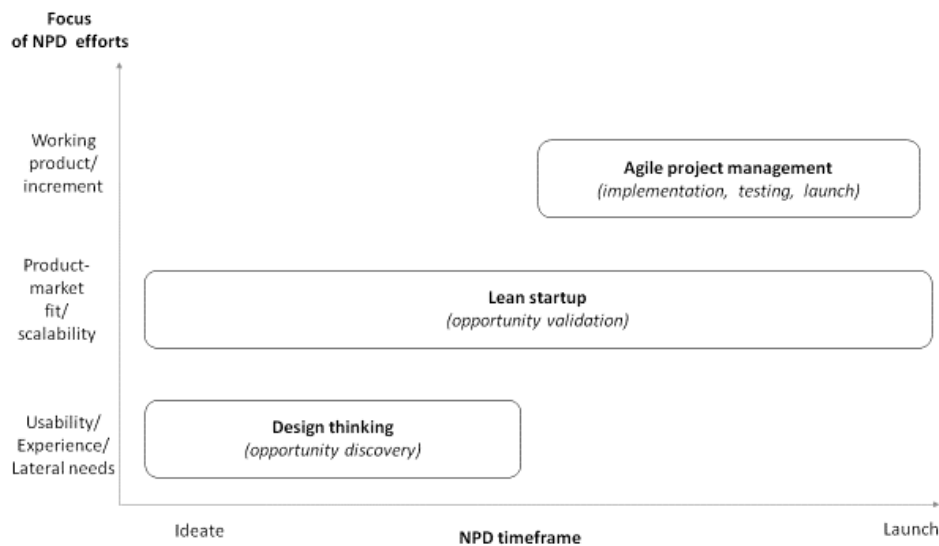 Focus
of NPD efforts
Working
product/
increment
Agile project management
(implementation, testing, launch)
Product-
market
fit/
scalability
Lean startup
(opportunity validation)
Usability/
Experience/
Lateral needs
Design thinking
(opportunity discovery)
Ideate
NPD timeframe
Launch